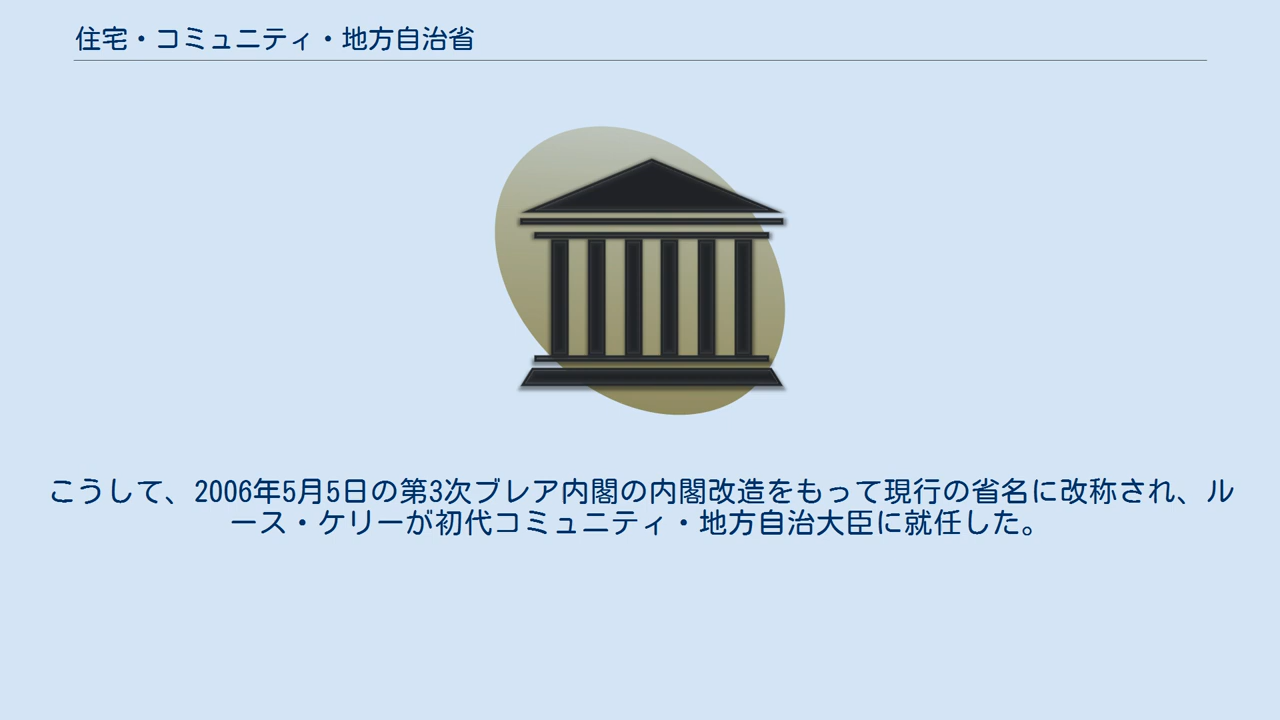 住宅・コミュニティ・地方自治省
こうして、2006年5月5日の第3次ブレア内閣の内閣改造をもって現行の省名に改称され、ル
ース・ケリーが初代コミュニティ・地方自治大臣に就任した。